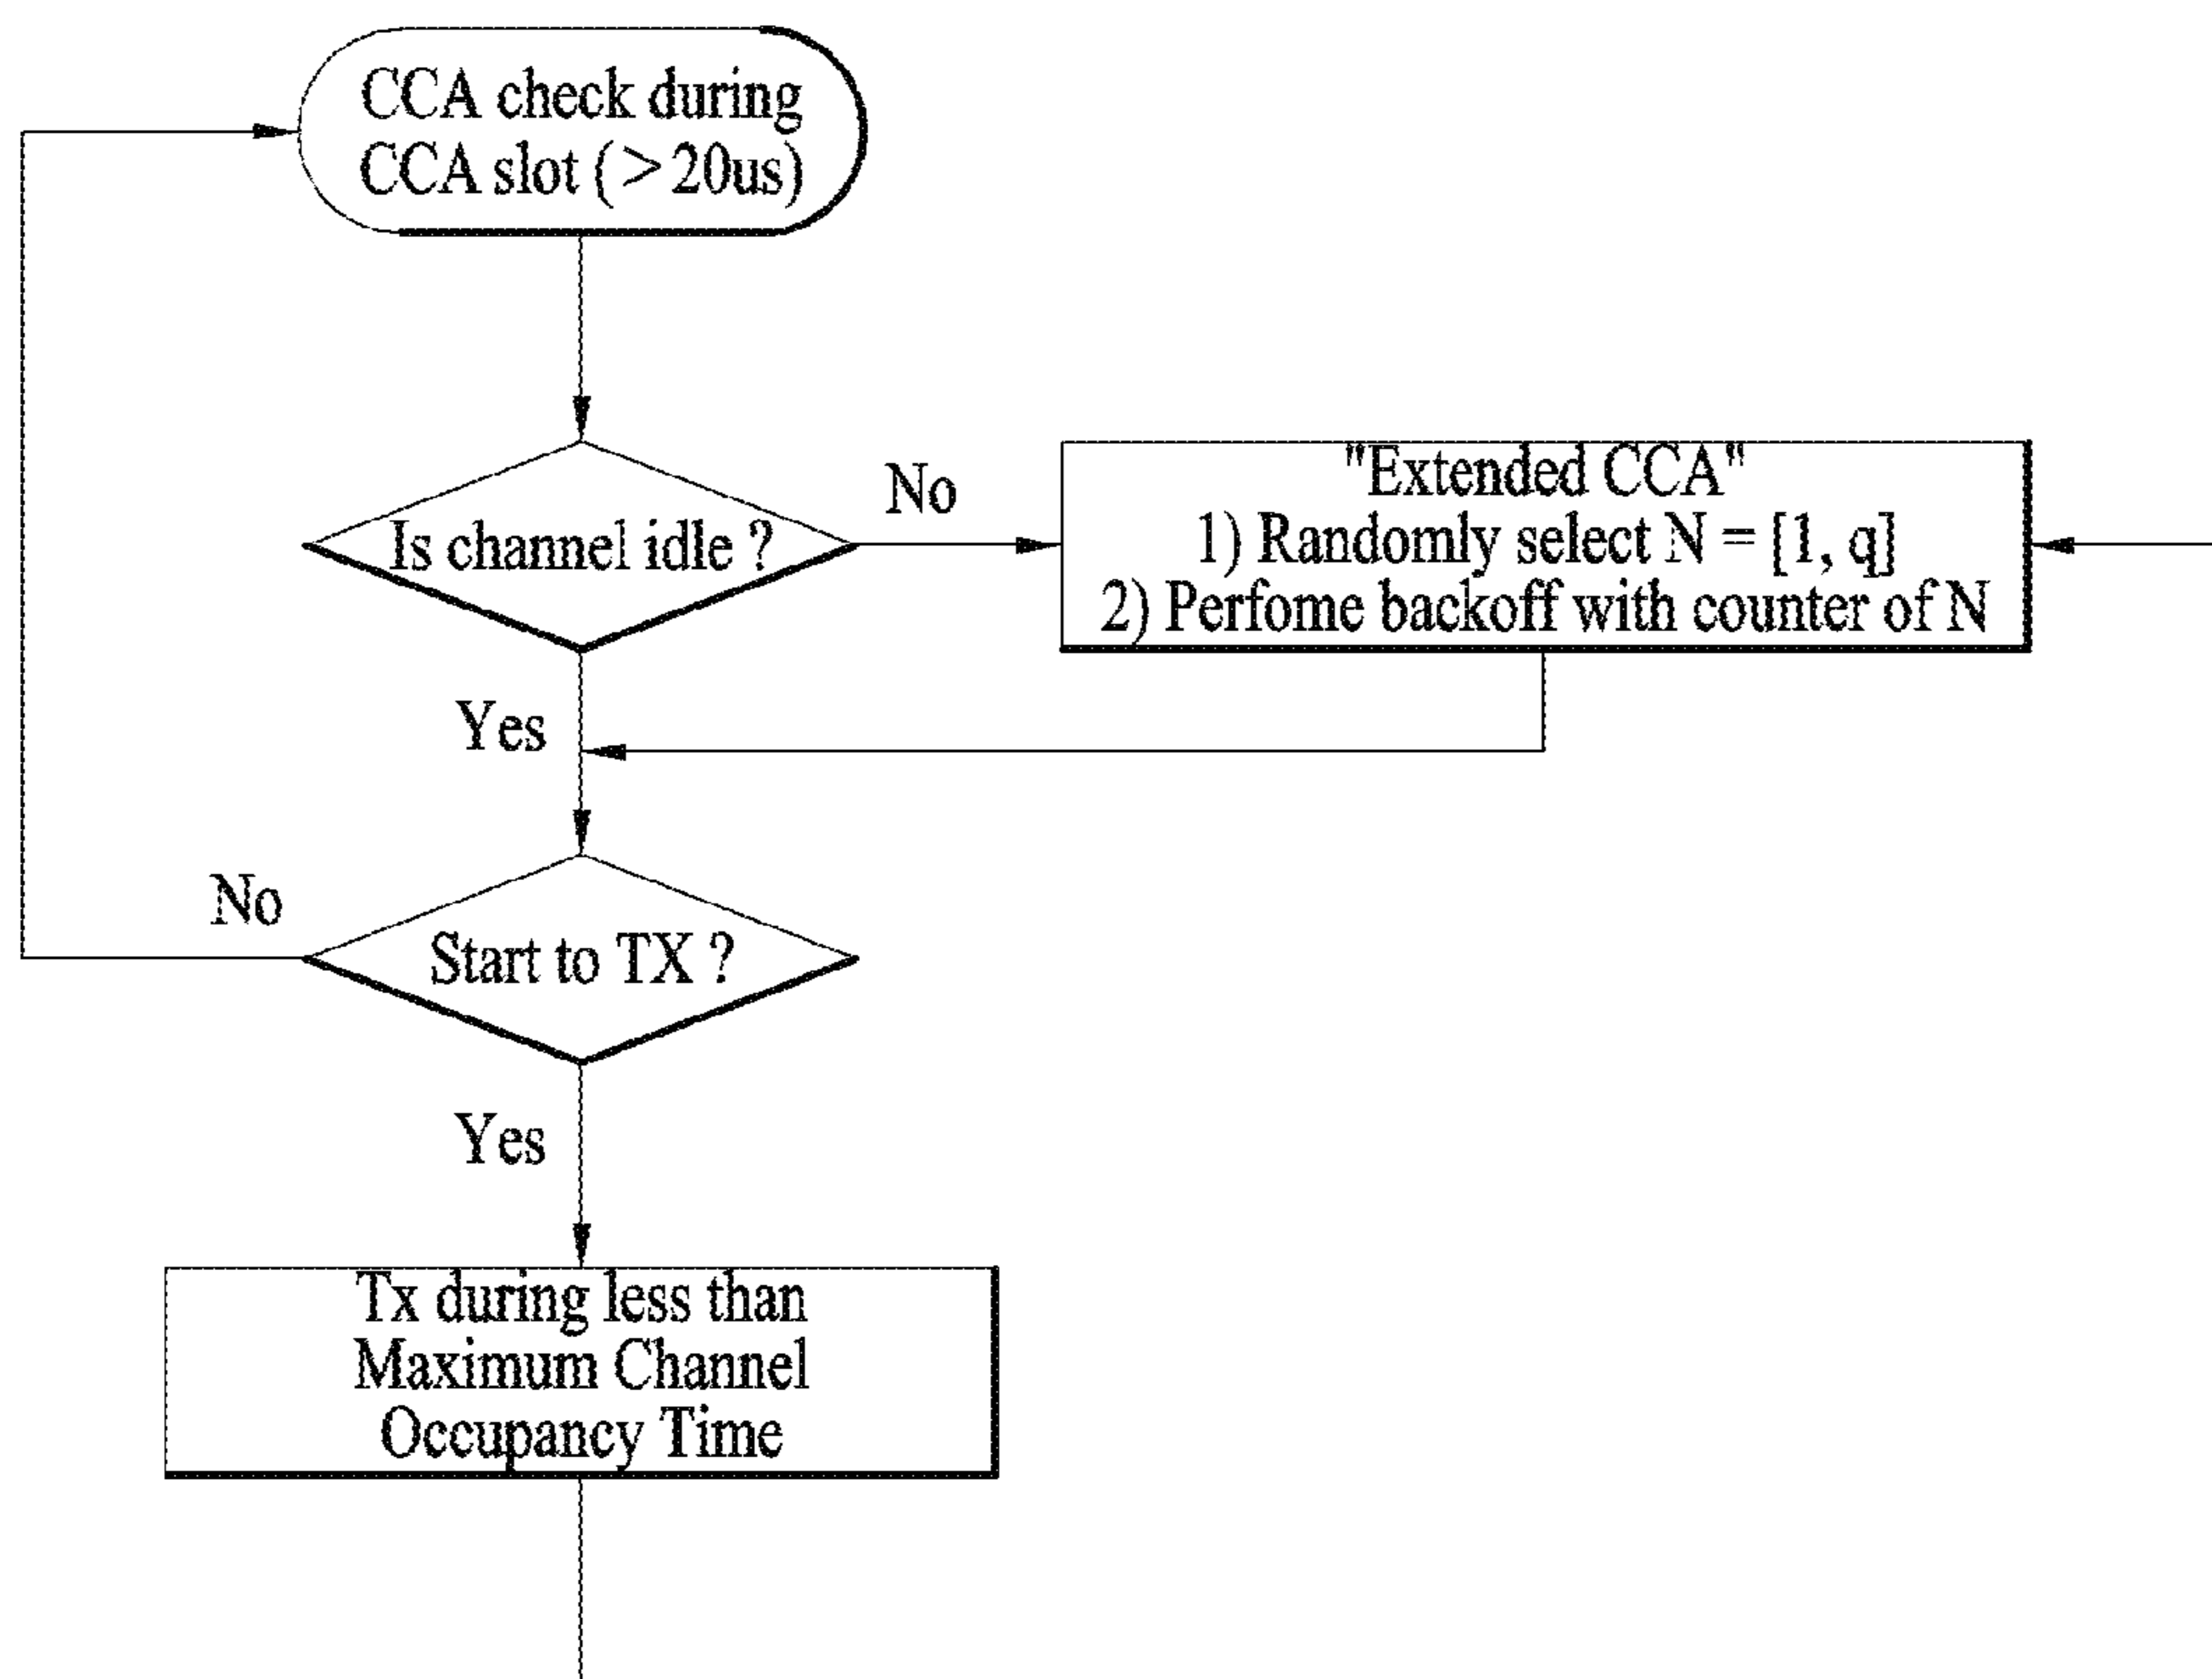 CCA check during
CCA slot (>20us)
Is channel idle ?
No
"Extended CCA"
1) Randomly select N = [1, q]
2) Perfome backoff with counter of N
Yes
No
Start to TX ?
Yes
Tx during less than
Maximum Channel
Occupancy Time